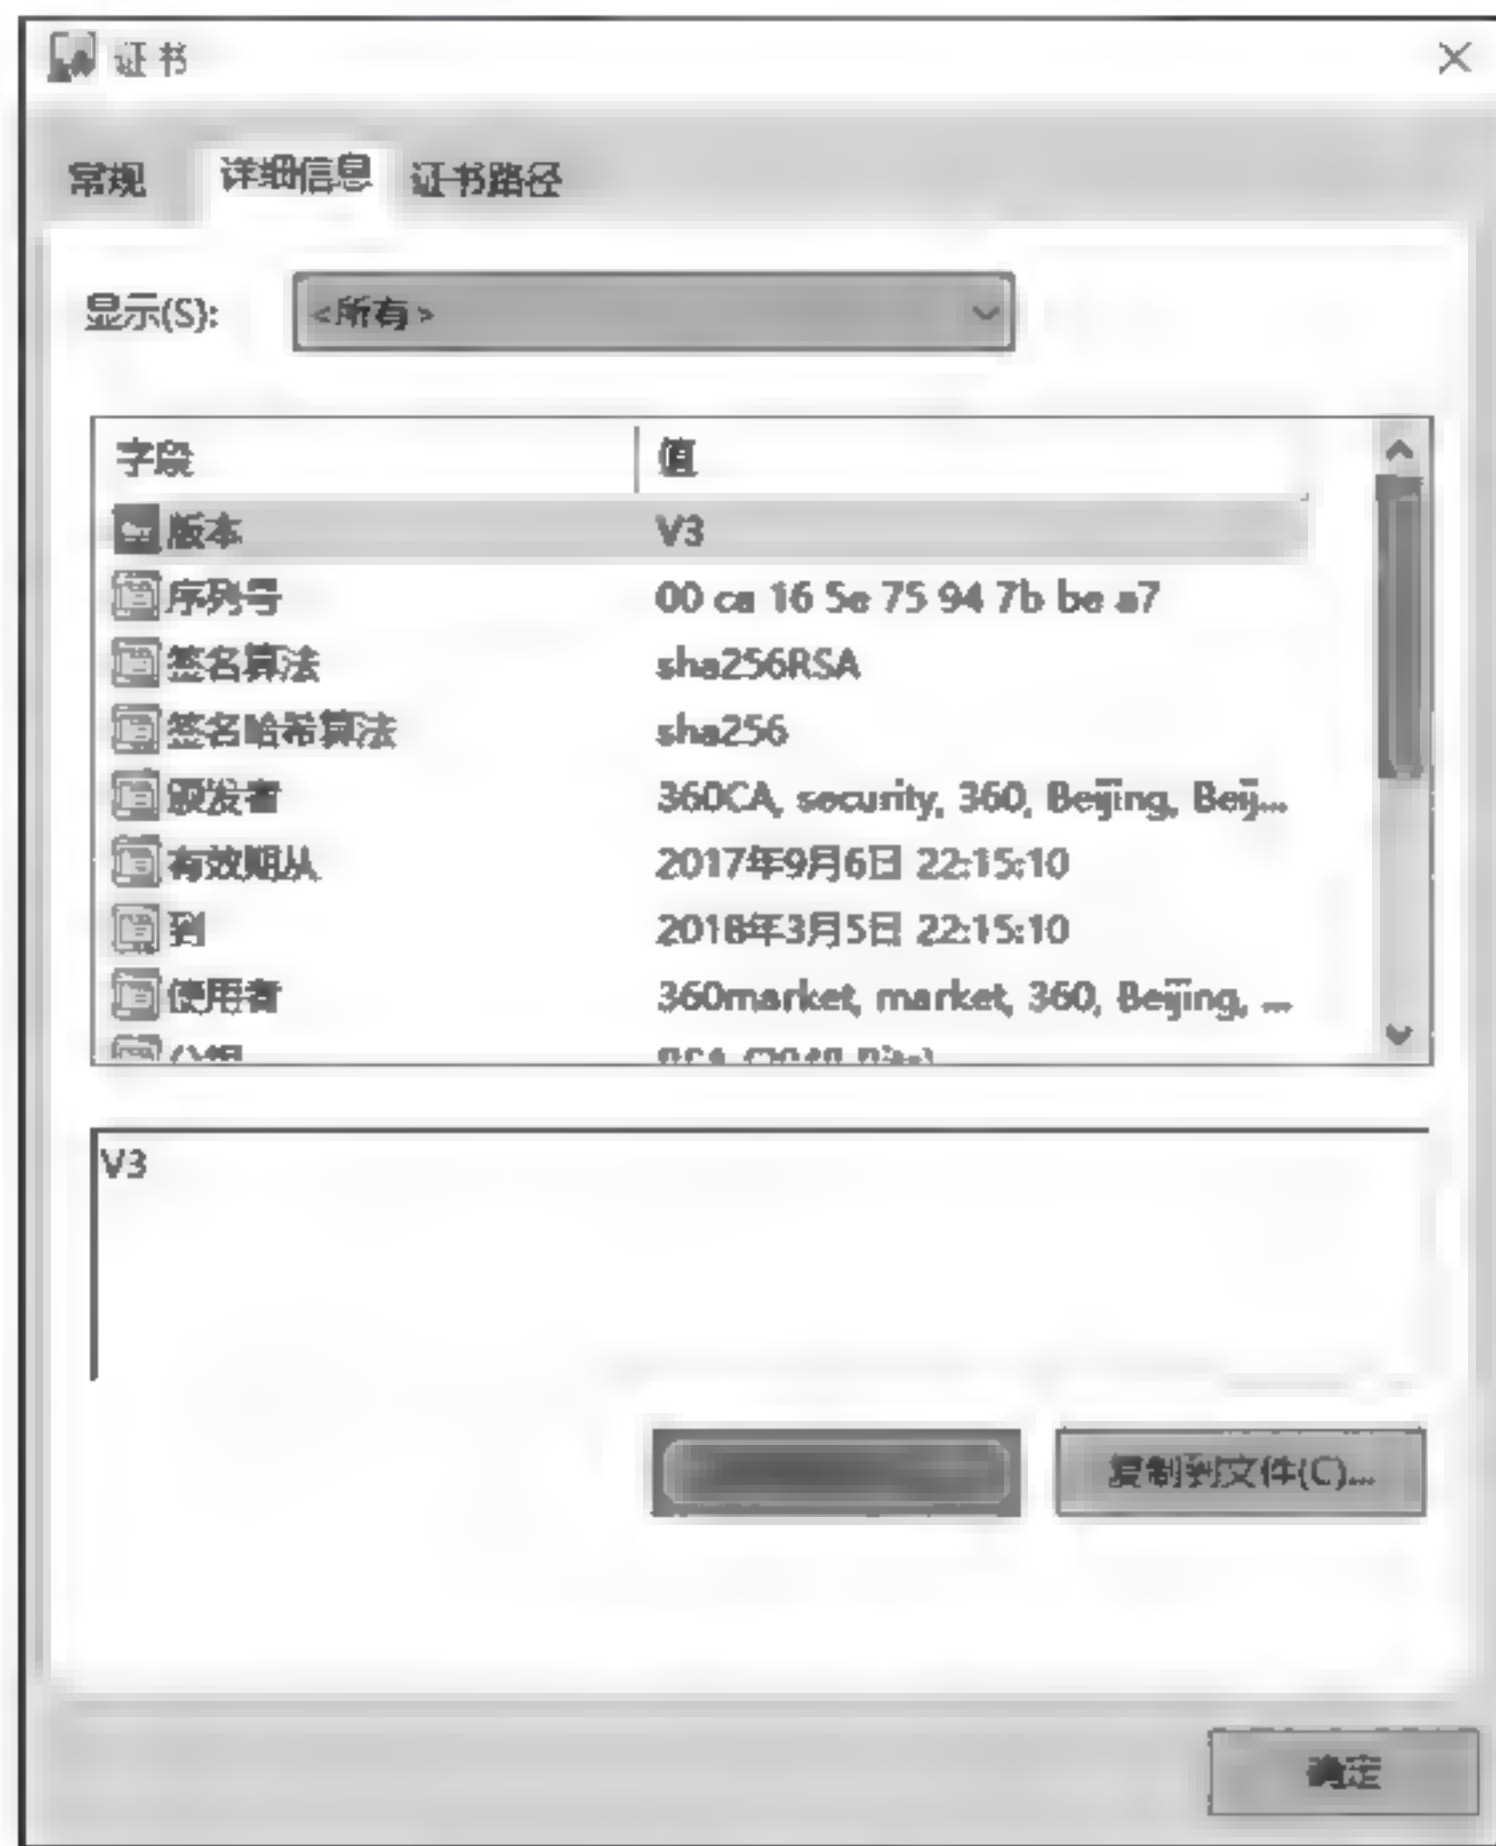 证书
常规 详细信息 证书路径
显示(S): <所有>
字段 值
版本 V3
序列号 00 ca 16 5e 75 94 7b be a7
签名算法 sha256RSA
签名哈希算法 sha256
颁发者 360CA, security, 360, Beijing, Beij...
有效期从 2017年9月6日 22:15:10
到 2018年3月5日 22:15:10
使用者 360market, market, 360, Beijing, ...
V3
复制到文件(C)...
确定